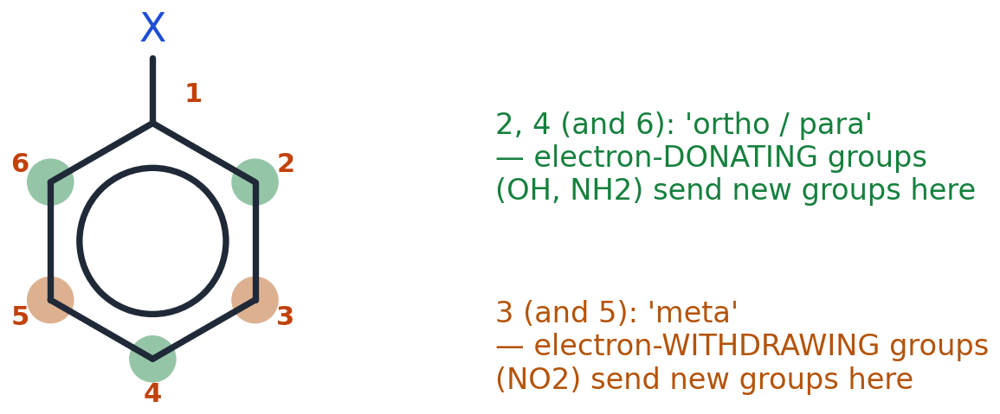 X
1
6
2
5
3
4
2, 4 (and 6): 'ortho / para'
— electron-DONATING groups
(OH, NH2) send new groups here
3 (and 5): 'meta'
— electron-WITHDRAWING groups
(NO2) send new groups here